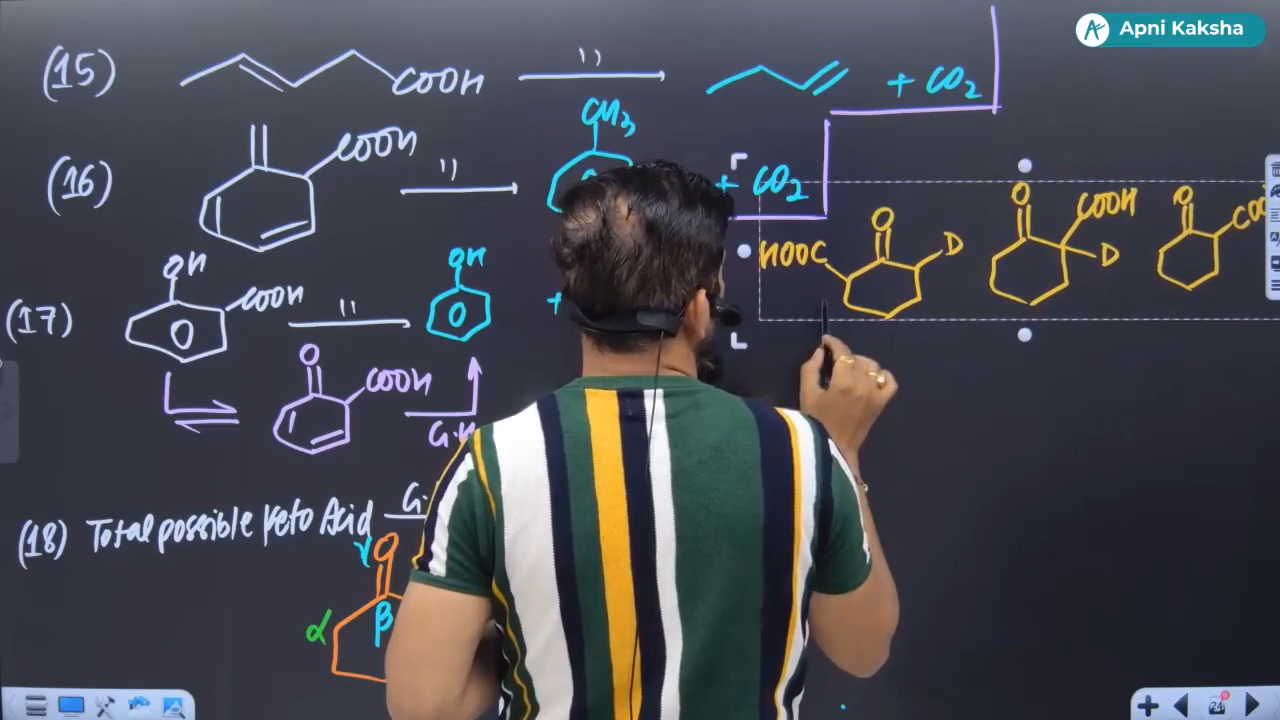 Apni Kaksha
(15) COOH '' + CO2
(16) COOH '' CH3 + CO2
(17) OH COOH '' OH +
O COOH
(18) Total possible Keto Acid
O γ α β
HOOC O D
O COOH D
O
24